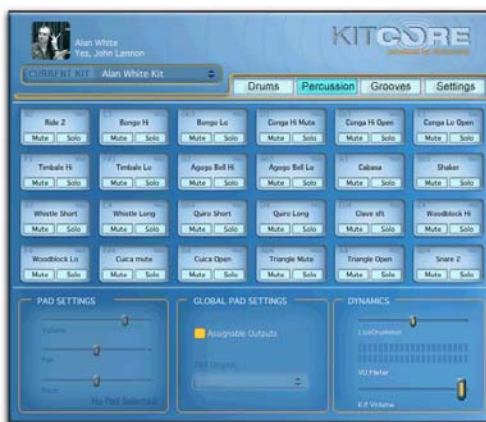 Alan White
Yes, John Lennon
KITCORE
CURRENT KIT Alan White Kit
Drums Percussion Grooves Settings
Ride 2 Bongo Hi Bongo Lo Conga Hi Mute Conga Hi Open Conga Lo Open
Mute Solo Mute Solo Mute Solo Mute Solo Mute Solo Mute Solo
Timbale Hi Timbale Lo Agogo Bell Hi Agogo Bell Lo Cabasa Shaker
Mute Solo Mute Solo Mute Solo Mute Solo Mute Solo Mute Solo
Whistle Short Whistle Long Quiro Short Quiro Long Clave sft Woodblock Hi
Mute Solo Mute Solo Mute Solo Mute Solo Mute Solo Mute Solo
Woodblock Lo Cuica mute Cuica Open Triangle Mute Triangle Open Snare 2
Mute Solo Mute Solo Mute Solo Mute Solo Mute Solo Mute Solo
PAD SETTINGS GLOBAL PAD SETTINGS DYNAMICS
Volume
Assignable Outputs
Pan
VU Meter
No Pad Selected
Kit Volume